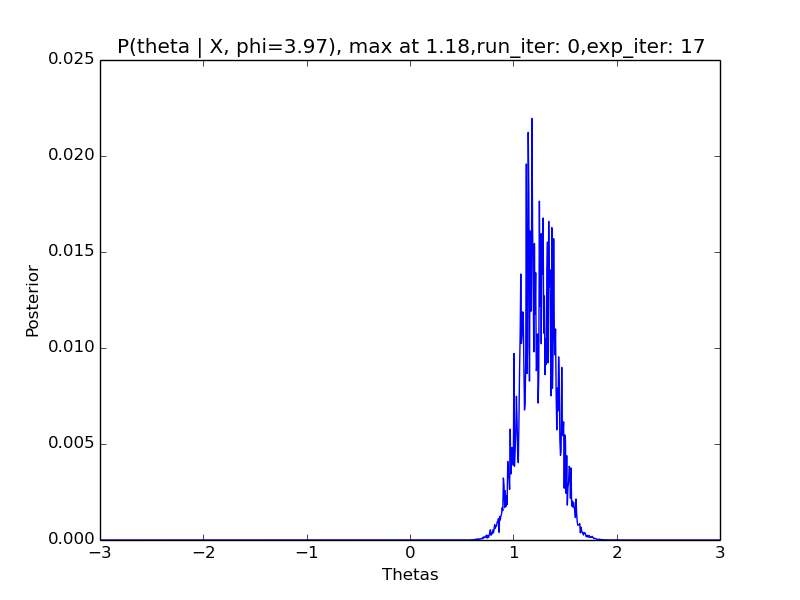 P(theta | X, phi=3.97), max at 1.18,run_iter: 0,exp_iter: 17
0.025
0.020
0.015
0.010
0.005
0.000
Posterior
−3 −2 −1 0 1 2 3
Thetas